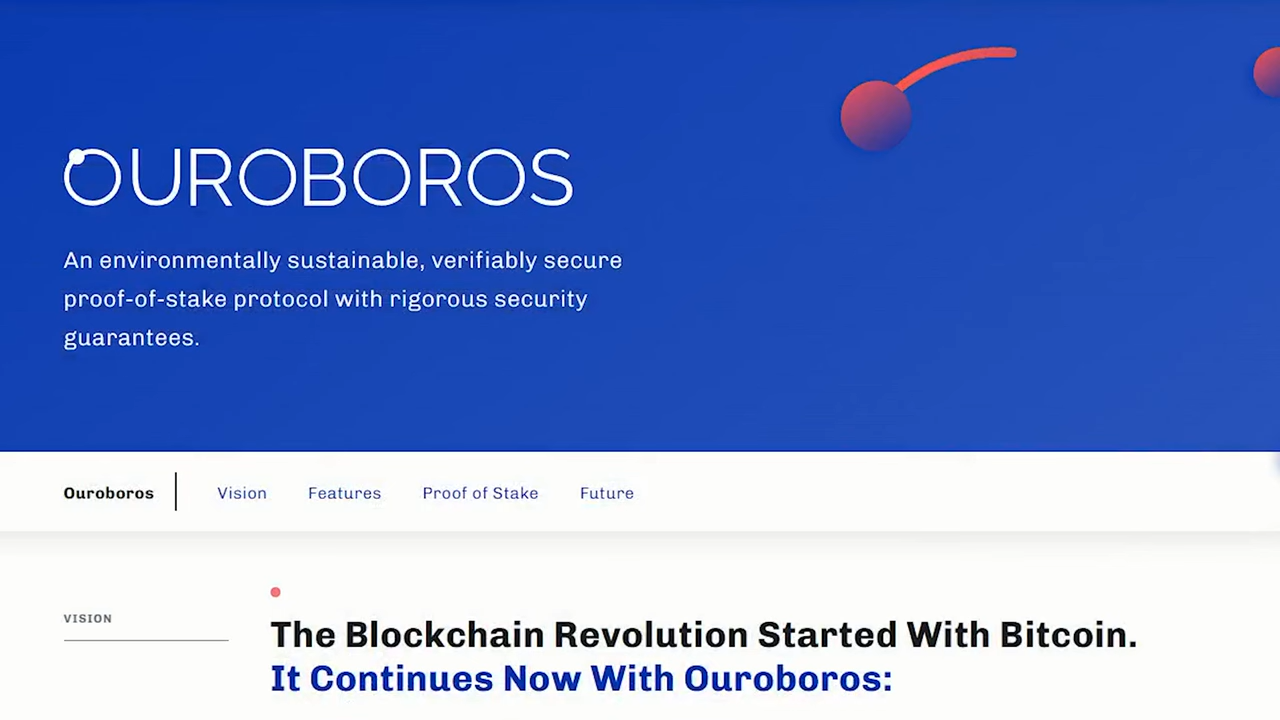 OUROBOROS
An environmentally sustainable, verifiably secure
proof-of-stake protocol with rigorous security
guarantees.
Ouroboros
Vision
Features
Proof of Stake
Future
VISION
The Blockchain Revolution Started With Bitcoin.
It Continues Now With Ouroboros: